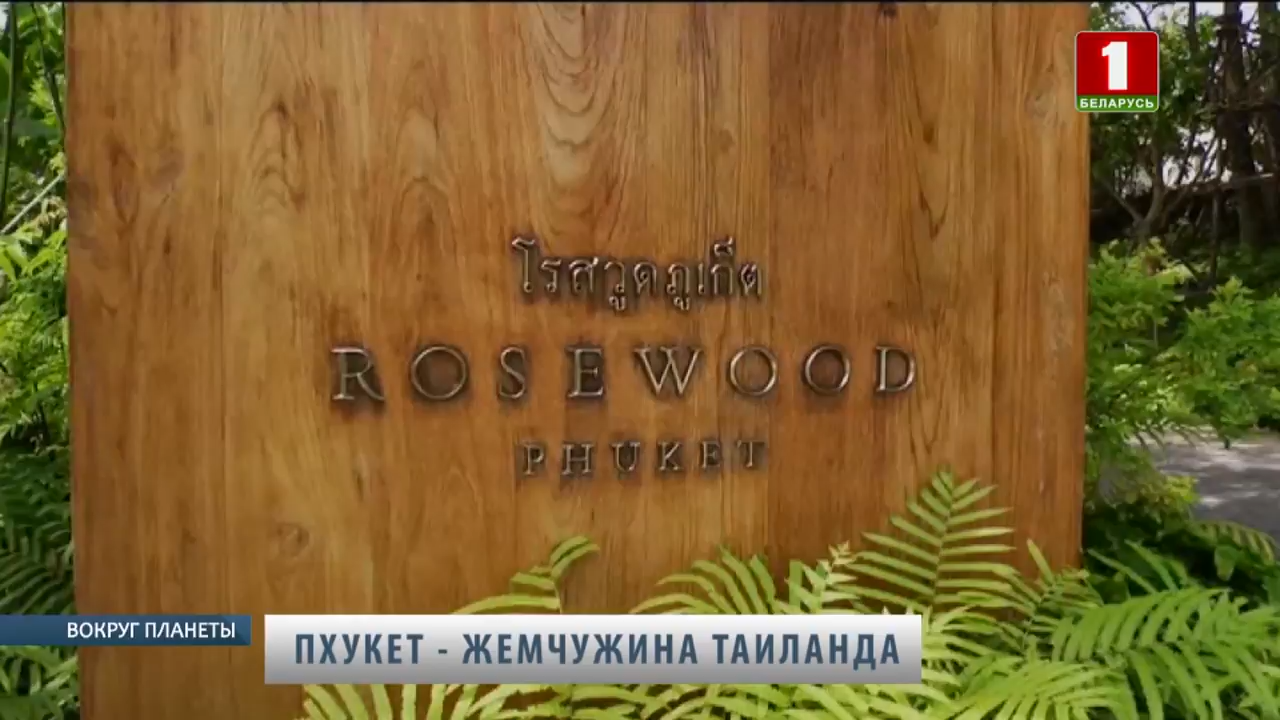 1
БЕЛАРУСЬ
โรสวูดภูเก็ต
ROSEWOOD
PHUKET
ВОКРУГ ПЛАНЕТЫ
ПХУКЕТ - ЖЕМЧУЖИНА ТАИЛАНДА